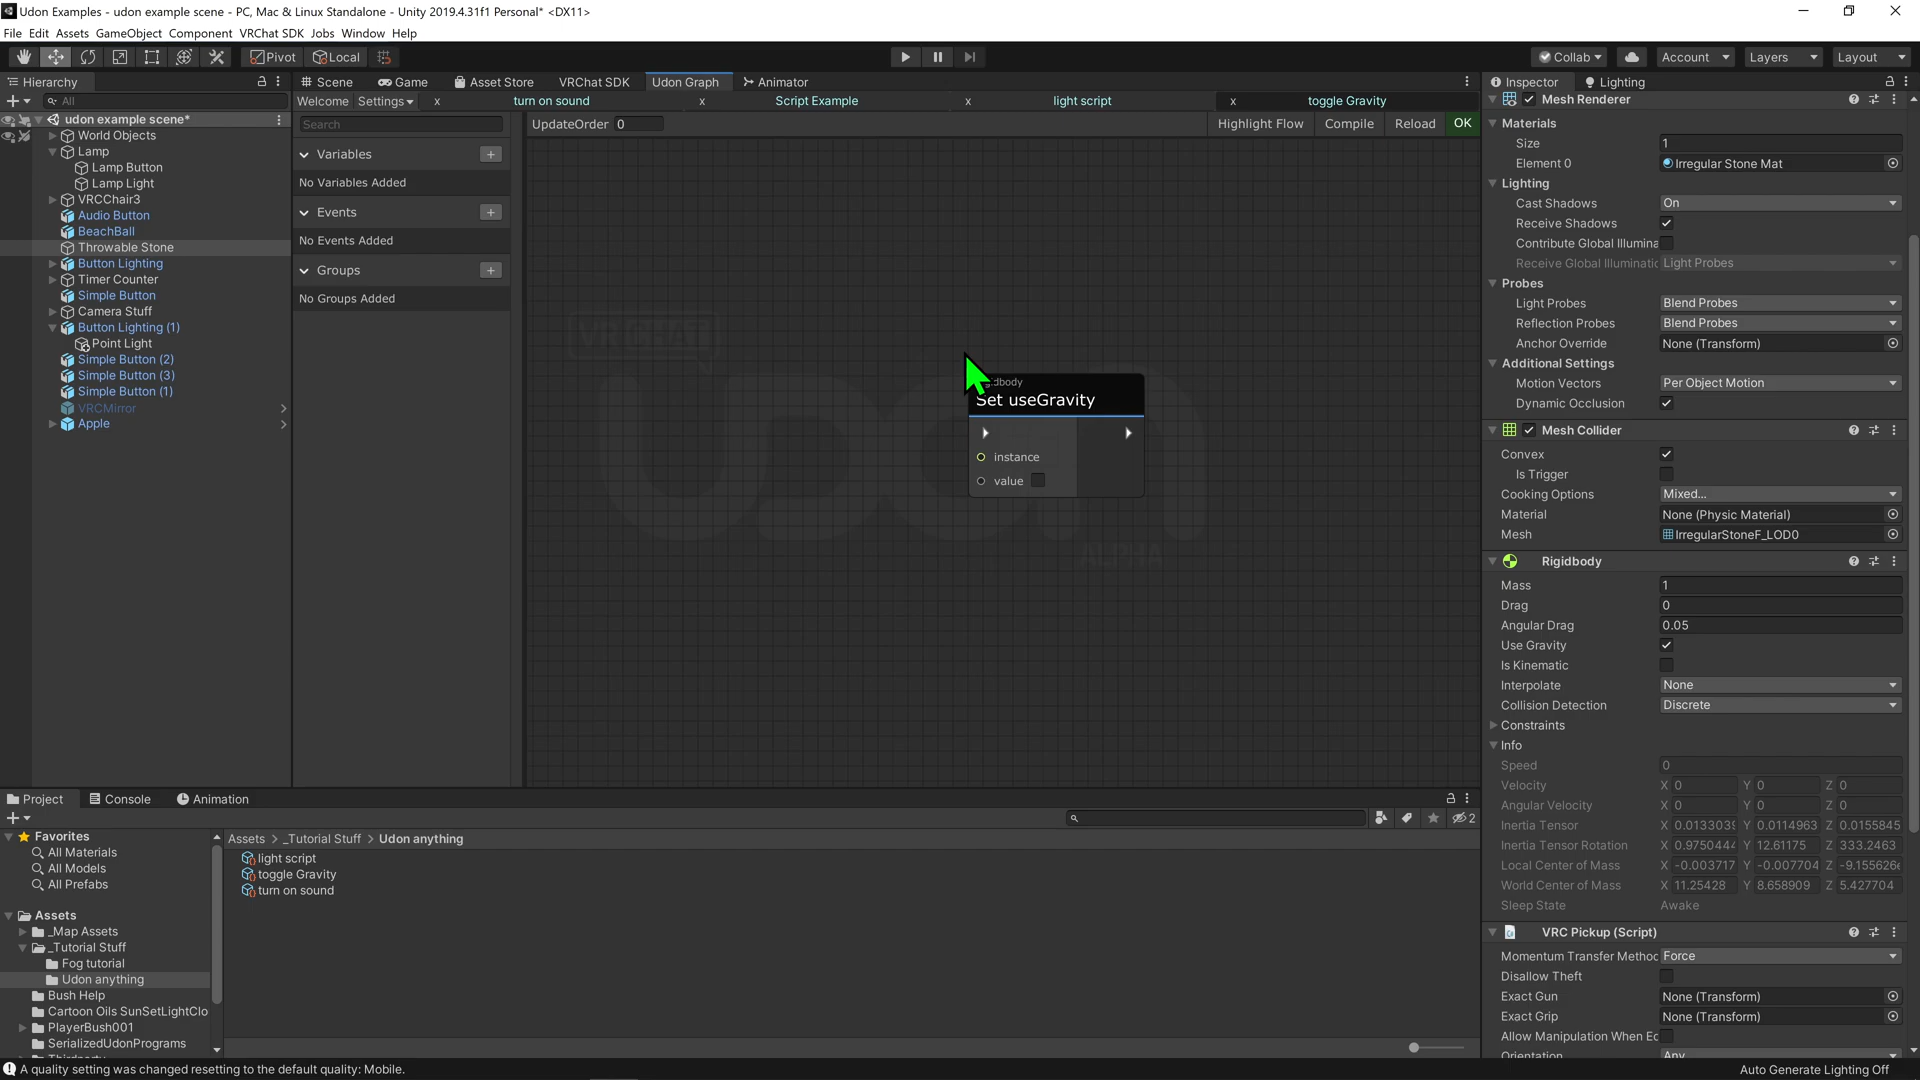 Udon Examples - udon example scene - PC, Mac & Linux Standalone - Unity 2019.4.31f1 Personal* <DX11>
File Edit Assets GameObject Component VRChat SDK Jobs Window Help
Pivot Local Collab Account Layers Layout
Hierarchy
All
udon example scene*
World Objects
Lamp
Lamp Button
Lamp Light
VRCChair3
Audio Button
BeachBall
Throwable Stone
Button Lighting
Timer Counter
Simple Button
Camera Stuff
Button Lighting (1)
Point Light
Simple Button (2)
Simple Button (3)
Simple Button (1)
VRCMirror
Apple
Scene Game Asset Store VRChat SDK Udon Graph Animator
Welcome Settings x turn on sound x Script Example x light script x toggle Gravity
Search
UpdateOrder 0 Highlight Flow Compile Reload OK
Variables +
No Variables Added
Events +
No Events Added
Groups +
No Groups Added
VRCHAT
udon
ALPHA
Set useGravity
instance
value
Inspector Lighting
Mesh Renderer
Materials
Size 1
Element 0 Irregular Stone Mat
Lighting
Cast Shadows On
Receive Shadows
Contribute Global Illumina
Receive Global Illuminatic Light Probes
Probes
Light Probes Blend Probes
Reflection Probes Blend Probes
Anchor Override None (Transform)
Additional Settings
Motion Vectors Per Object Motion
Dynamic Occlusion
Mesh Collider
Convex
Is Trigger
Cooking Options Mixed...
Material None (Physic Material)
Mesh IrregularStoneF_LOD0
Rigidbody
Mass 1
Drag 0
Angular Drag 0.05
Use Gravity
Is Kinematic
Interpolate None
Collision Detection Discrete
Constraints
Info
Speed 0
Velocity X 0 Y 0 Z 0
Angular Velocity X 0 Y 0 Z 0
Inertia Tensor X 0.0133039 Y 0.0114963 Z 0.0155845
Inertia Tensor Rotation X 0.9750444 Y 12.61175 Z 333.2463
Local Center of Mass X -0.003717 Y -0.007704 Z -9.155626e
World Center of Mass X 11.25428 Y 8.658909 Z 5.427704
Sleep State Awake
VRC Pickup (Script)
Momentum Transfer Methoc Force
Disallow Theft
Exact Gun None (Transform)
Exact Grip None (Transform)
Allow Manipulation When Ec
Orientation Any
Project Console Animation
2
Favorites
All Materials
All Models
All Prefabs
Assets
_Map Assets
_Tutorial Stuff
Fog tutorial
Udon anything
Bush Help
Cartoon Oils SunSetLightClo
PlayerBush001
SerializedUdonPrograms
Assets > _Tutorial Stuff > Udon anything
light script
toggle Gravity
turn on sound
A quality setting was changed resetting to the default quality: Mobile.
Auto Generate Lighting Off